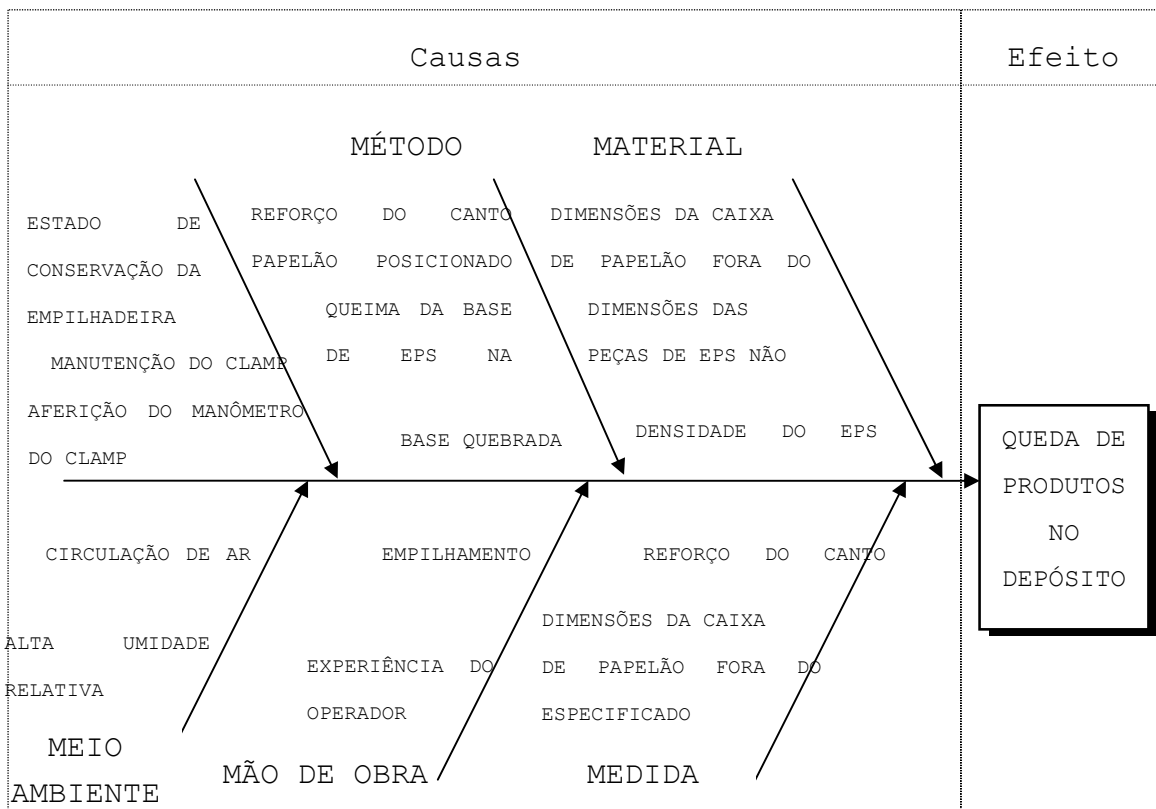 Causas
Efeito
MÉTODO
MATERIAL
ESTADO DE
CONSERVAÇÃO DA
EMPILHADEIRA
MANUTENÇÃO DO CLAMP
AFERIÇÃO DO MANÔMETRO
DO CLAMP
REFORÇO DO CANTO
PAPELÃO POSICIONADO
QUEIMA DA BASE
DE EPS NA
BASE QUEBRADA
DIMENSÕES DA CAIXA
DE PAPELÃO FORA DO
DIMENSÕES DAS
PEÇAS DE EPS NÃO
DENSIDADE DO EPS
QUEDA DE
PRODUTOS
NO
DEPÓSITO
CIRCULAÇÃO DE AR
ALTA UMIDADE
RELATIVA
MEIO
AMBIENTE
EMPILHAMENTO
EXPERIÊNCIA DO
OPERADOR
MÃO DE OBRA
REFORÇO DO CANTO
DIMENSÕES DA CAIXA
DE PAPELÃO FORA DO
ESPECIFICADO
MEDIDA